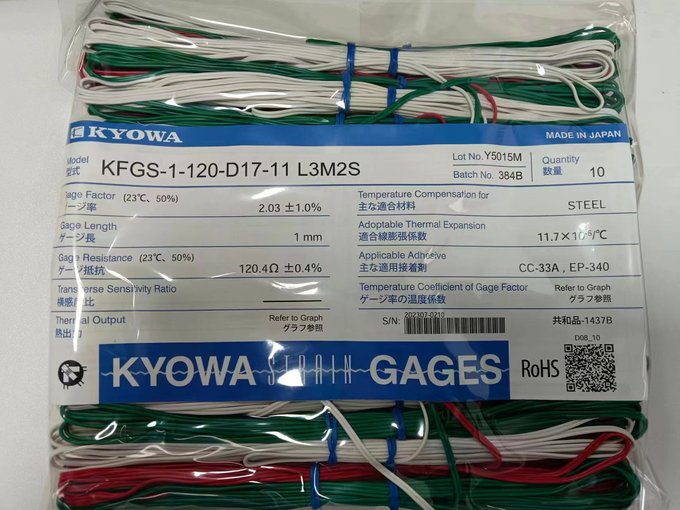 KYOWA
MADE IN JAPAN
Model
型式
KFGS-1-120-D17-11 L3M2S
Lot No. Y5015M
Batch No. 384B
Quantity
数量
10
Gage Factor (23℃, 50%)
ゲージ率
2.03 ±1.0%
Temperature Compensation for
主な適合材料
STEEL
Gage Length
ゲージ長
1 mm
Adoptable Thermal Expansion
適合線膨張係数
11.7×10⁻⁶/℃
Gage Resistance (23℃, 50%)
ゲージ抵抗
120.4Ω ±0.4%
Applicable Adhesive
主な適用接着剤
CC-33A , EP-340
Transverse Sensitivity Ratio
横感度比
Temperature Coefficient of Gage Factor
ゲージ率の温度係数
Refer to Graph
グラフ参照
Thermal Output
熱出力
Refer to Graph
グラフ参照
S/N:
202307-0210
共和品-1437B
D08_10
KYOWA STRAIN GAGES
RoHS